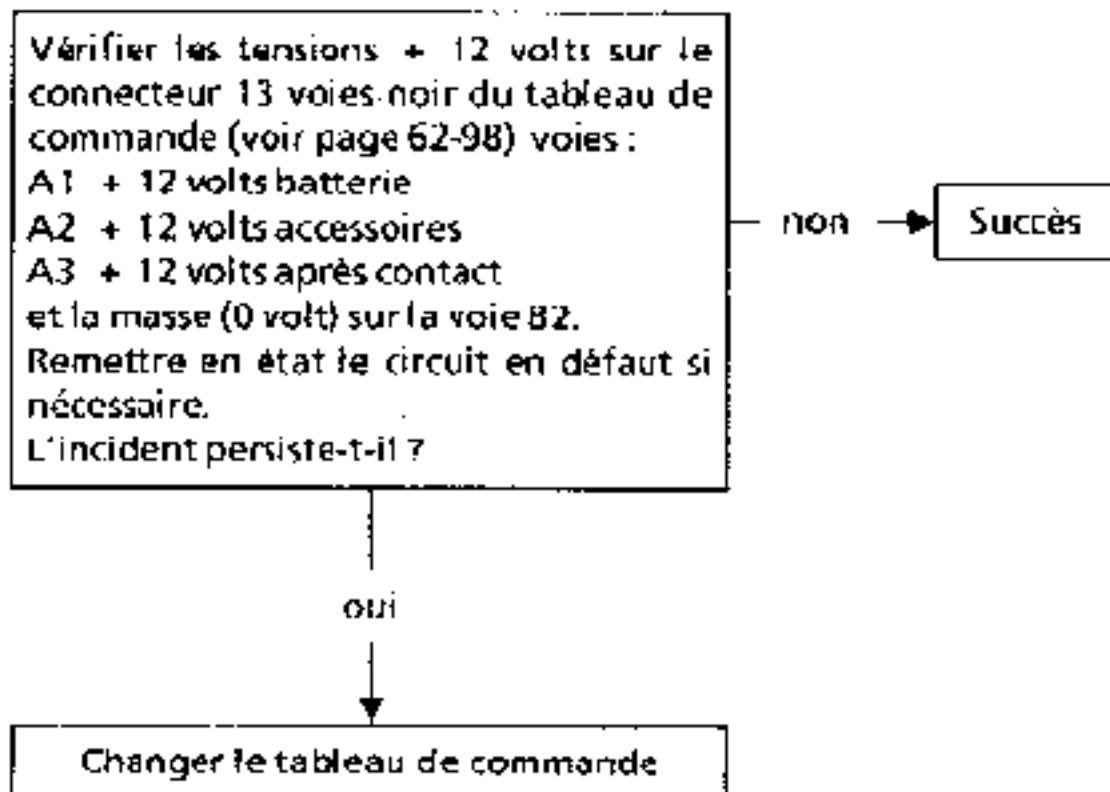 Vérifier les tensions + 12 volts sur le
connecteur 13 voies noir du tableau de
commande (voir page 62-98) voies :
A1 + 12 volts batterie
A2 + 12 volts accessoires
A3 + 12 volts après contact
et la masse (0 volt) sur la voie B2.
Remettre en état le circuit en défaut si
nécessaire.
L'incident persiste-t-il ?
non
Succès
oui
Changer le tableau de commande